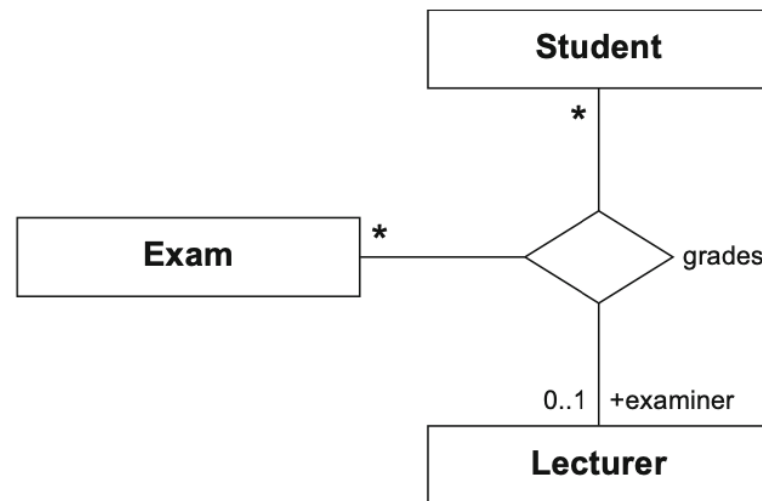 Student
*
Exam
*
grades
0..1 +examiner
Lecturer